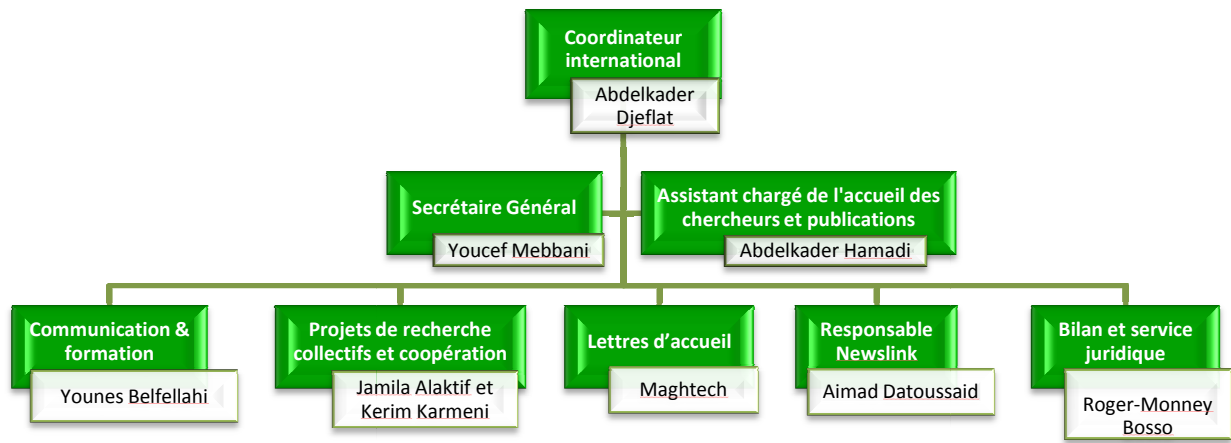 Coordinateur
international
Abdelkader
Djeflat
Secrétaire Général
Youcef Mebbani
Assistant chargé de l'accueil des
chercheurs et publications
Abdelkader Hamadi
Communication &
formation
Younes Belfellahi
Projets de recherche
collectifs et coopération
Jamila Alaktif et
Kerim Karmeni
Lettres d’accueil
Maghtech
Responsable
Newslink
Aimad Datoussaid
Bilan et service
juridique
Roger-Monney
Bosso